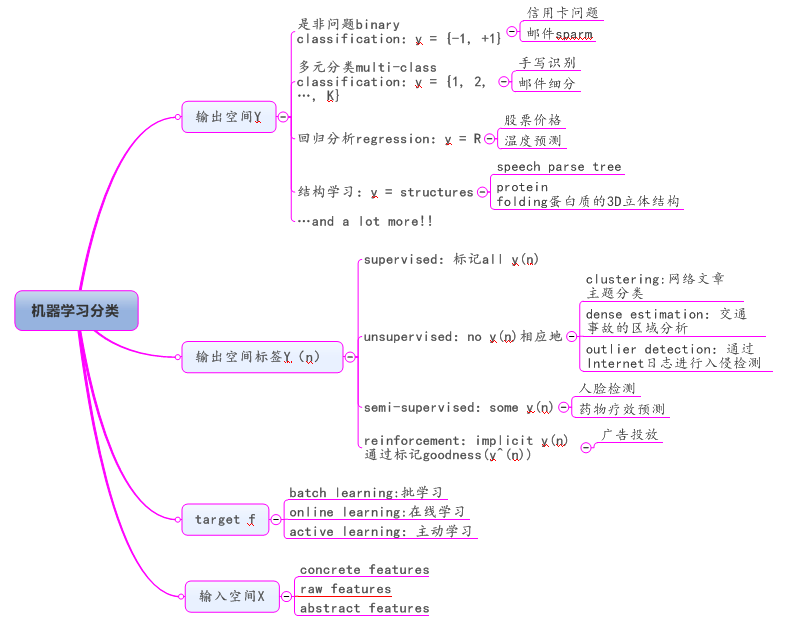 机器学习分类
输出空间Y
是非问题binary
classification: y = {-1, +1}
信用卡问题
邮件sparm
多元分类multi-class
classification: y = {1, 2,
…, K}
手写识别
邮件细分
回归分析regression: y = R
股票价格
温度预测
结构学习: y = structures
speech parse tree
protein
folding蛋白质的3D立体结构
…and a lot more!!
输出空间标签Y（n）
supervised: 标记all y(n)
unsupervised: no y(n)相应地
clustering:网络文章
主题分类
dense estimation: 交通
事故的区域分析
outlier detection: 通过
Internet日志进行入侵检测
semi-supervised: some y(n)
人脸检测
药物疗效预测
reinforcement: implicit y(n)
通过标记goodness(y^(n))
广告投放
target f
batch learning:批学习
online learning:在线学习
active learning: 主动学习
输入空间X
concrete features
raw features
abstract features